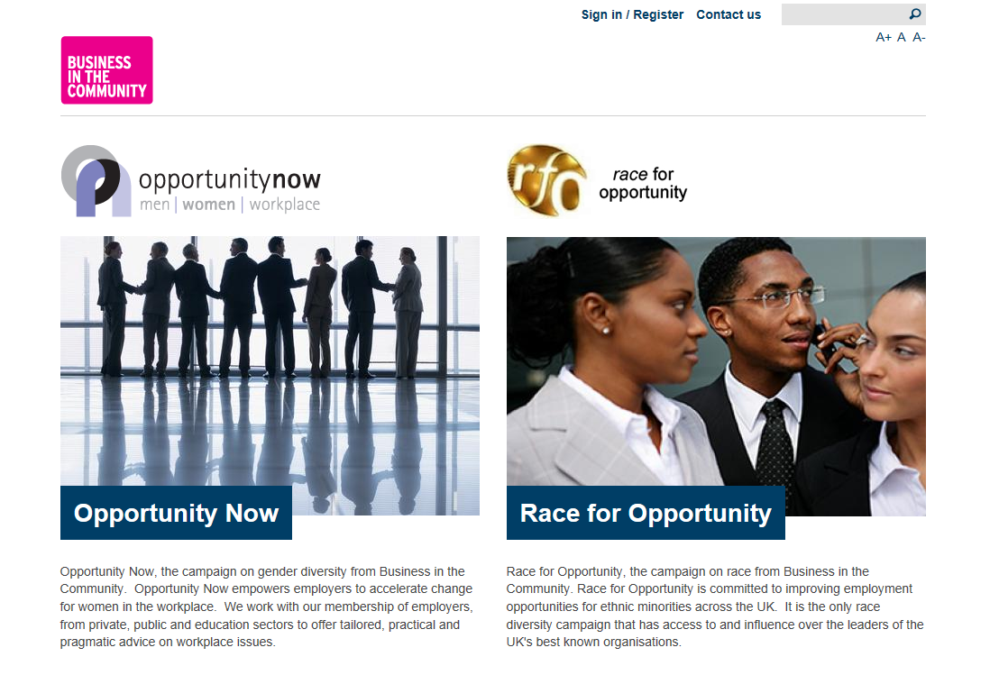 Sign in / Register Contact us
A+ A A-
BUSINESS
IN THE
COMMUNITY
opportunitynow
men | women | workplace
rfo
race for
opportunity
Opportunity Now
Race for Opportunity
Opportunity Now, the campaign on gender diversity from Business in the
Community.  Opportunity Now empowers employers to accelerate change
for women in the workplace.  We work with our membership of employers,
from private, public and education sectors to offer tailored, practical and
pragmatic advice on workplace issues.
Race for Opportunity, the campaign on race from Business in the
Community. Race for Opportunity is committed to improving employment
opportunities for ethnic minorities across the UK.  It is the only race
diversity campaign that has access to and influence over the leaders of the
UK's best known organisations.